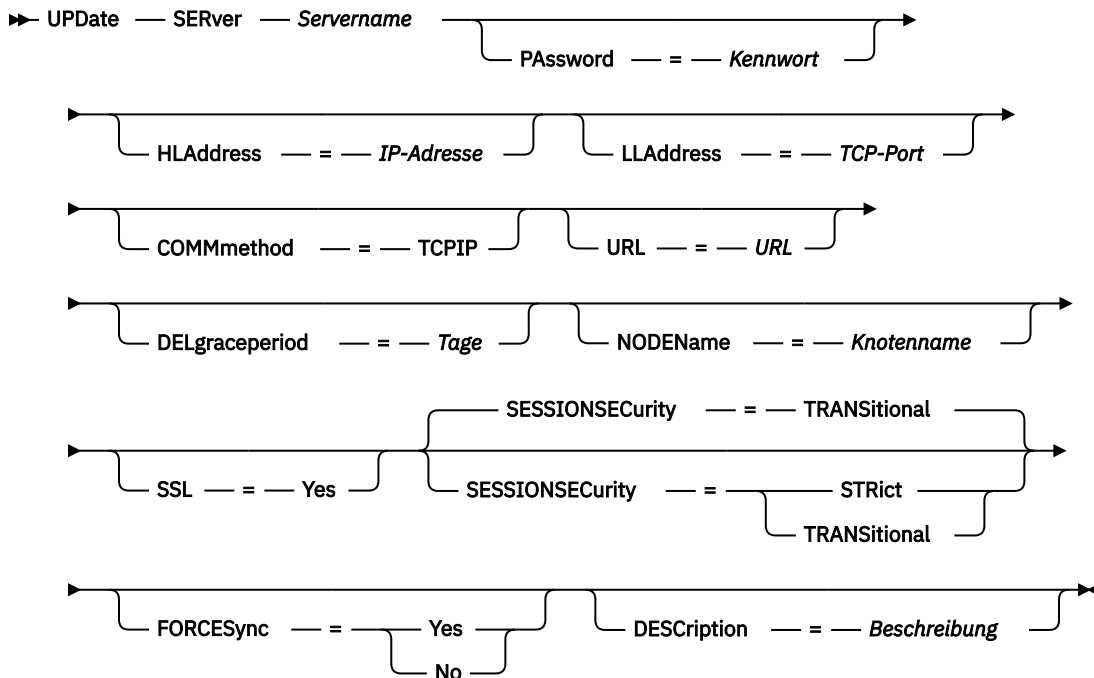 UPDate SERver Servername
PAssword = Kennwort
HLAddress = IP-Adresse LLAddress = TCP-Port
COMMmethod = TCPIP URL = URL
DELgraceperiod = Tage NODEName = Knotenname
SESSIONSECurity = TRANSitional
SSL = Yes SESSIONSECurity = STRict
TRANSitional
FORCESync = Yes DESCription = Beschreibung
No